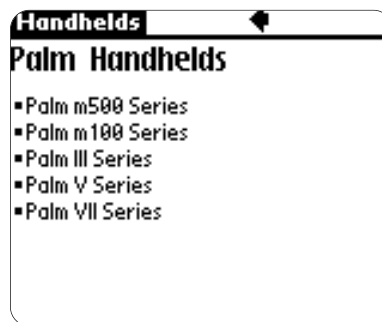 Handhelds
Palm Handhelds
▪Palm m500 Series
▪Palm m100 Series
▪Palm III Series
▪Palm V Series
▪Palm VII Series